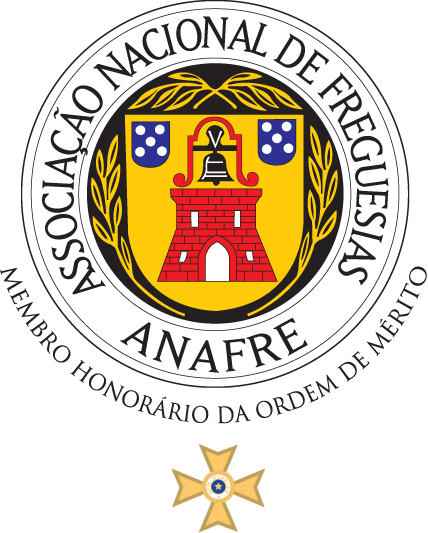 ASSOCIAÇÃO NACIONAL DE FREGUESIAS
ANAFRE
MEMBRO HONORÁRIO DA ORDEM DE MÉRITO